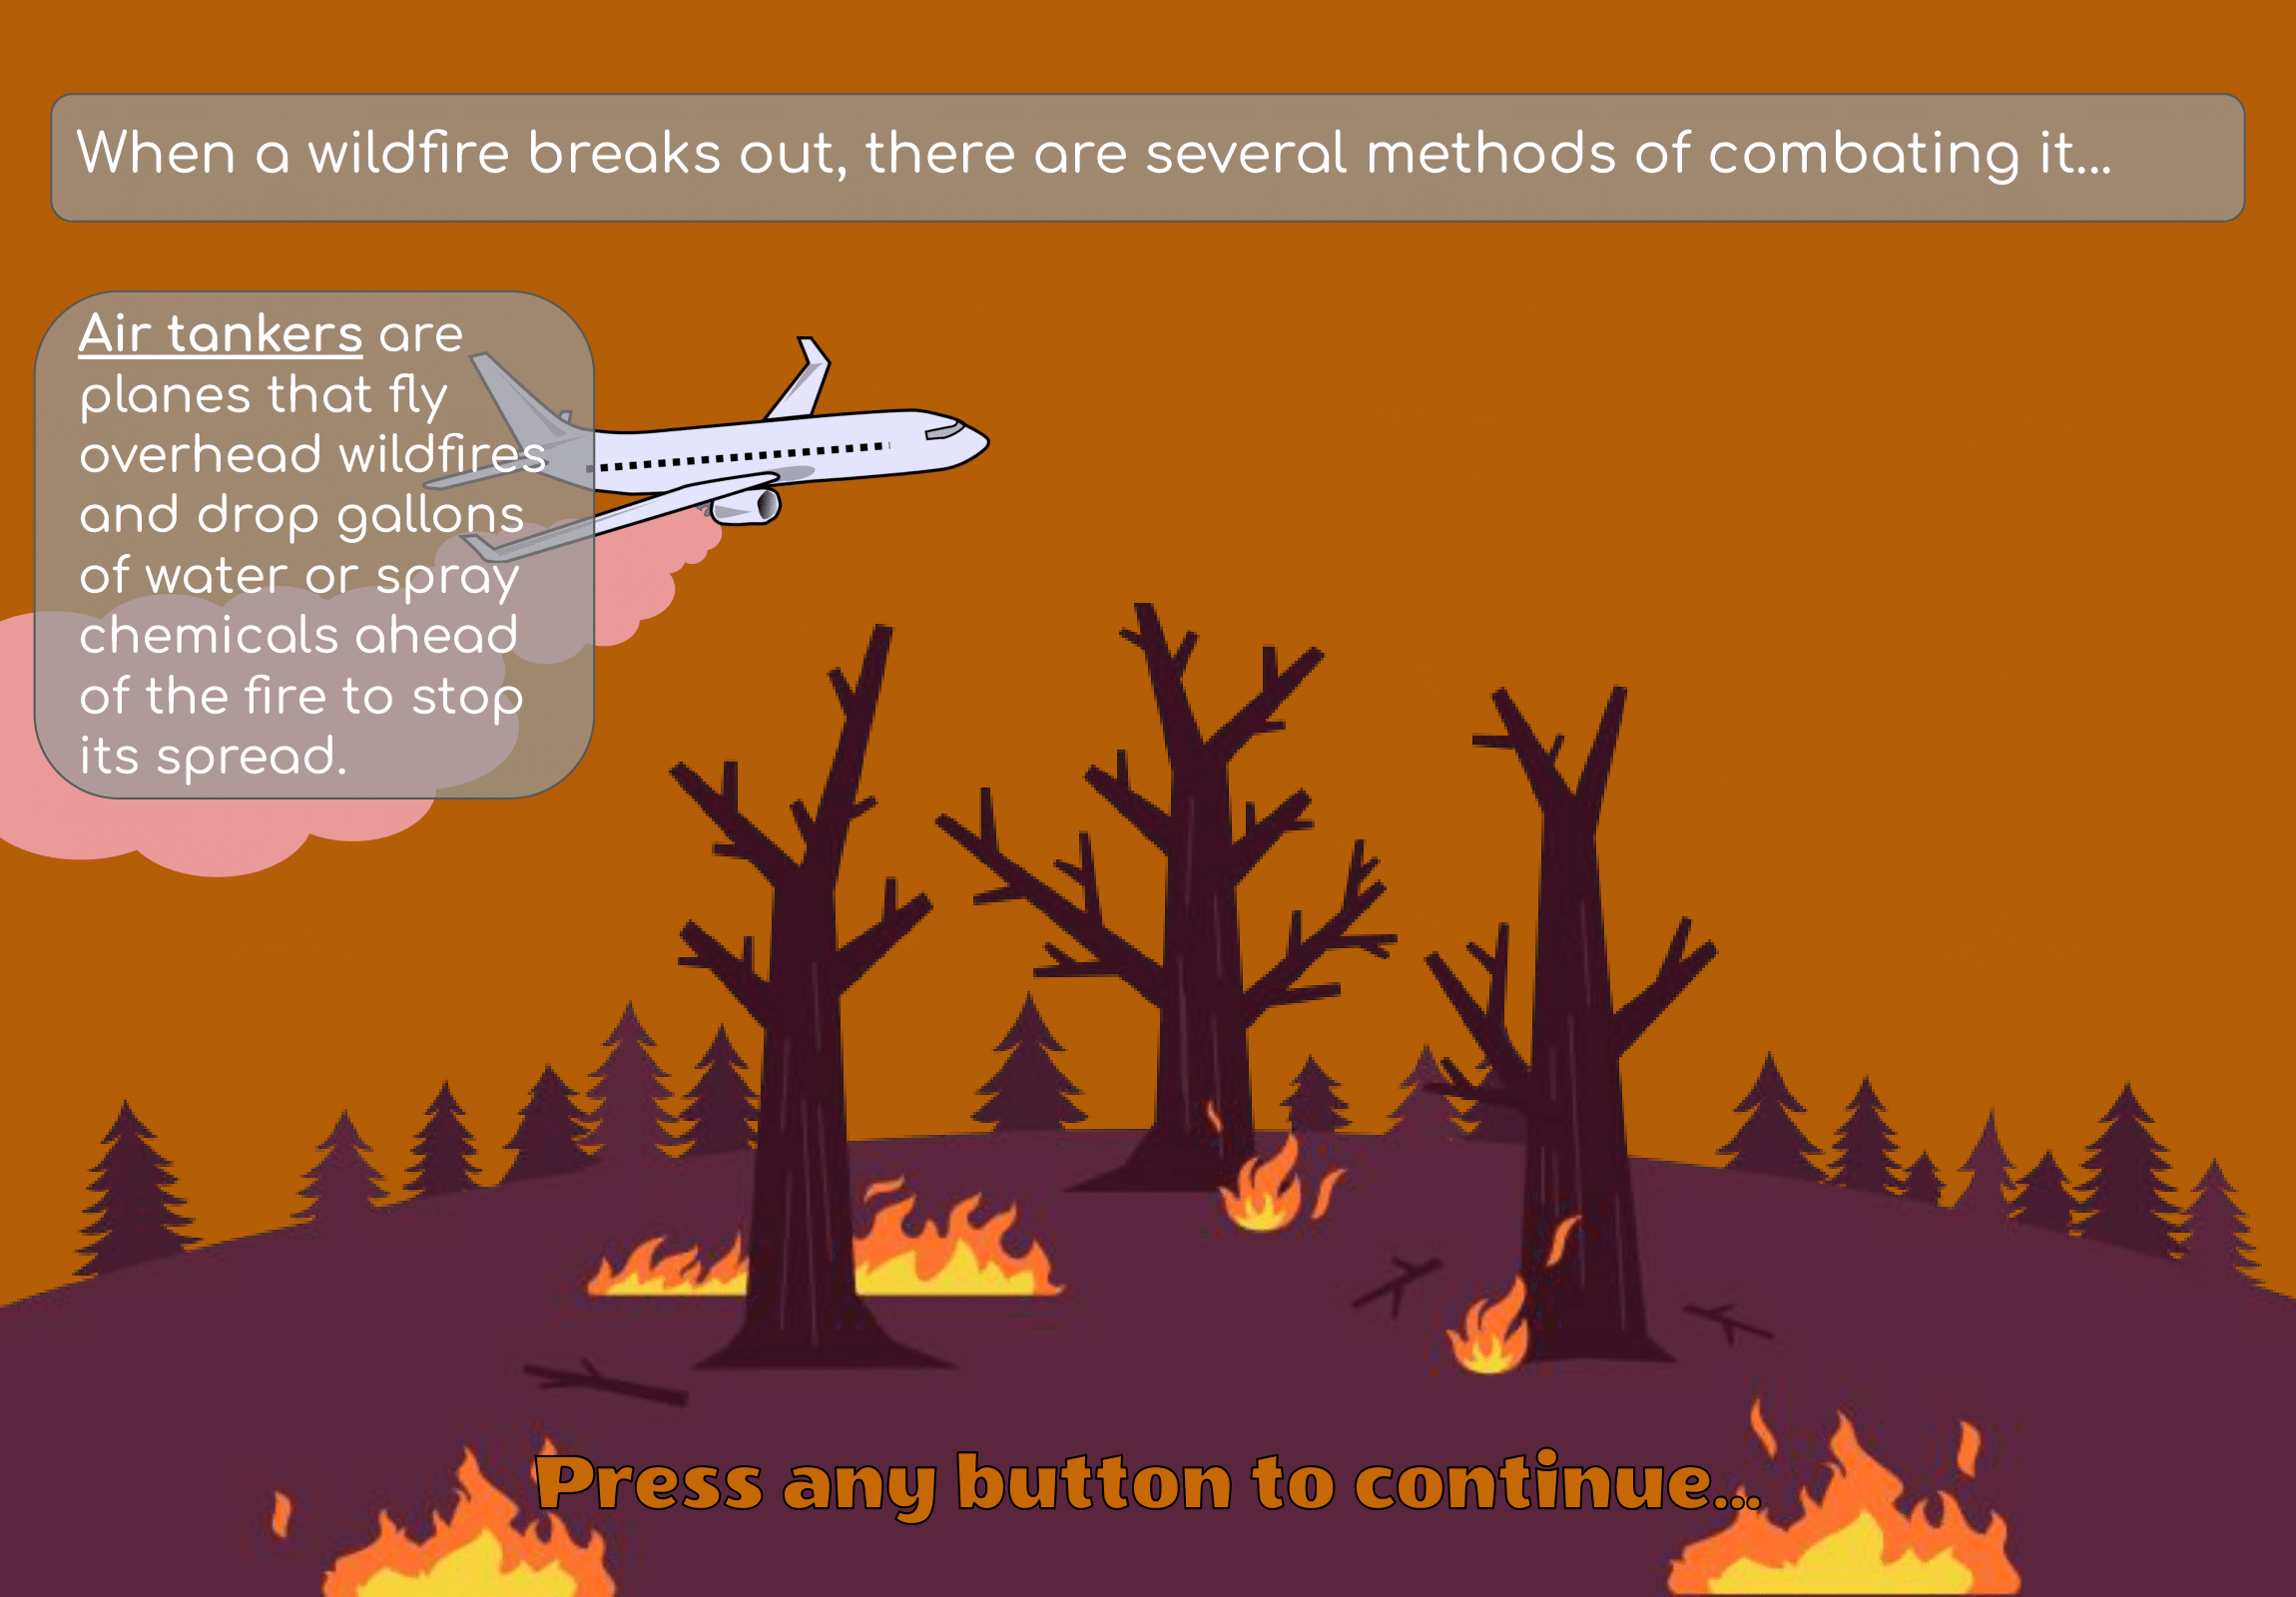 When a wildfire breaks out, there are several methods of combating it...
Air tankers are
planes that fly
overhead wildfires
and drop gallons
of water or spray
chemicals ahead
of the fire to stop
its spread.
Press any button to continue...